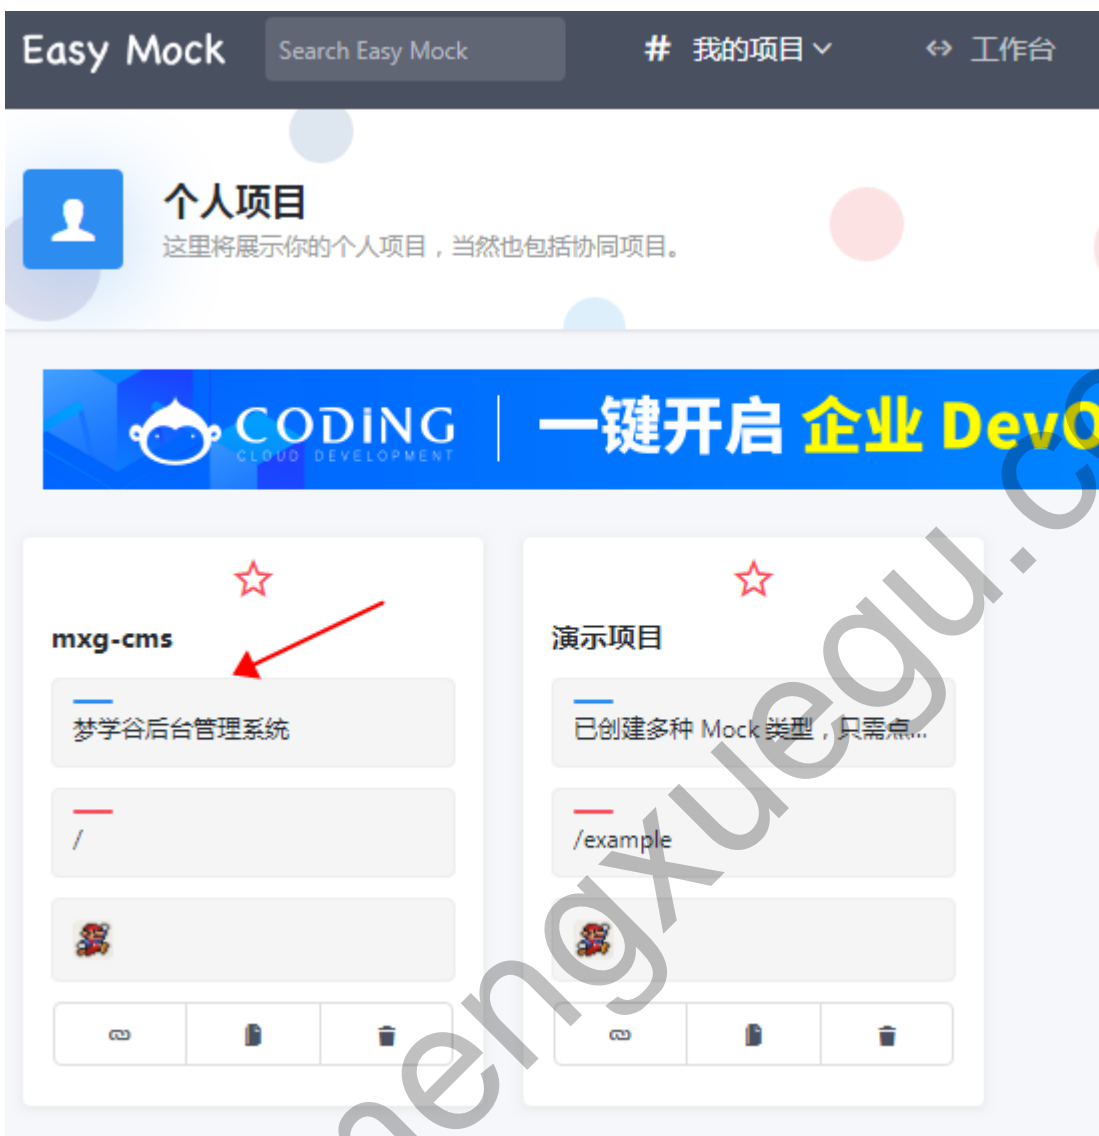 Easy Mock
Search Easy Mock
# 我的项目
工作台
个人项目
这里将展示你的个人项目，当然也包括协同项目。
CODING
CLOUD DEVELOPMENT
一键开启 企业 DevO
mxg-cms
梦学谷后台管理系统
/
演示项目
已创建多种 Mock 类型，只需点...
/example
mengxuegu.c